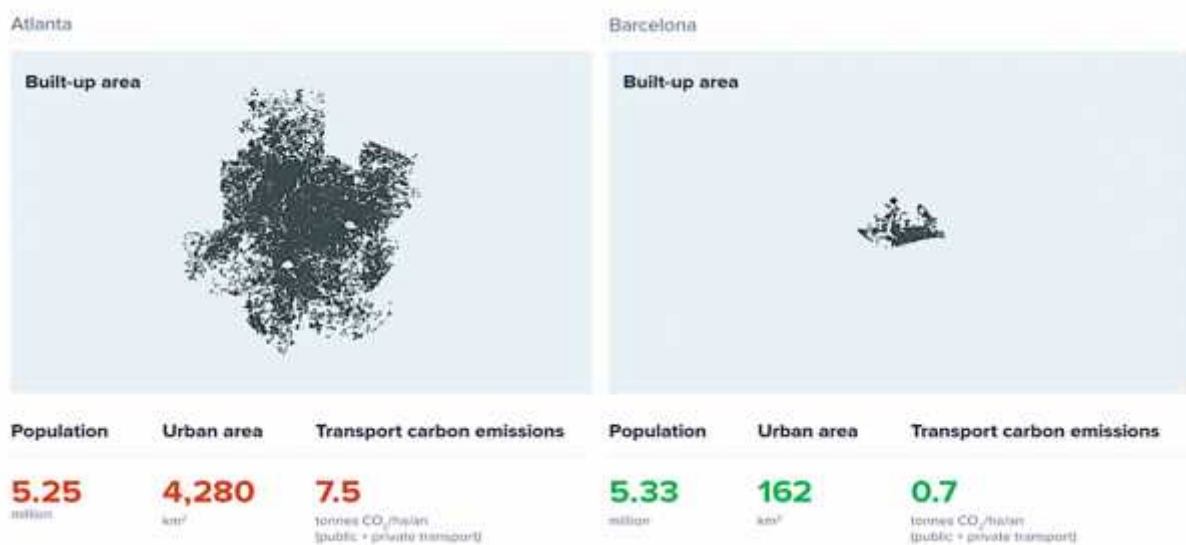 Atlanta
Built-up area
Population
Urban area
Transport carbon emissions
5.25
million
4,280
km²
7.5
tonnes CO₂/ha/an
(public + private transport)
Barcelona
Built-up area
Population
Urban area
Transport carbon emissions
5.33
million
162
km²
0.7
tonnes CO₂/ha/an
(public + private transport)